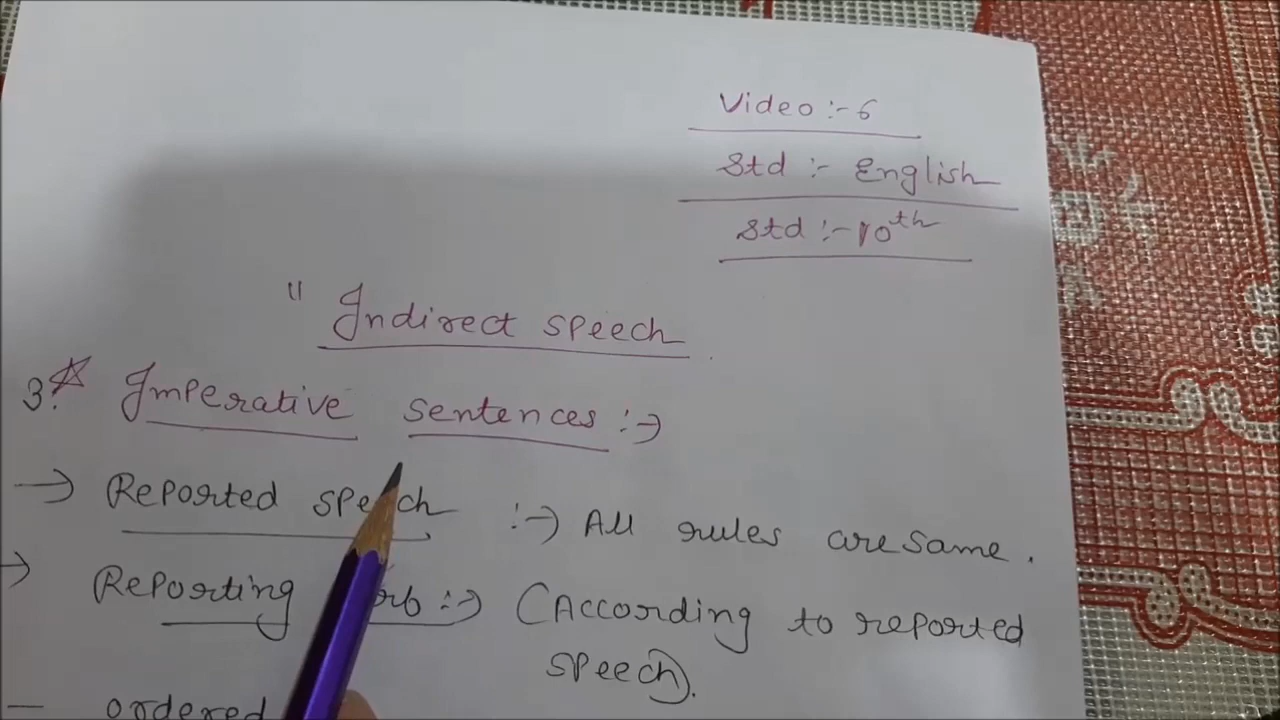 Video :- 6
Std :- English
Std :- 10th
" Indirect speech
3. Imperative sentences :->
-> Reported speech :-> All rules are same.
-> Reporting :-> (According to reported
speech).
- ordered